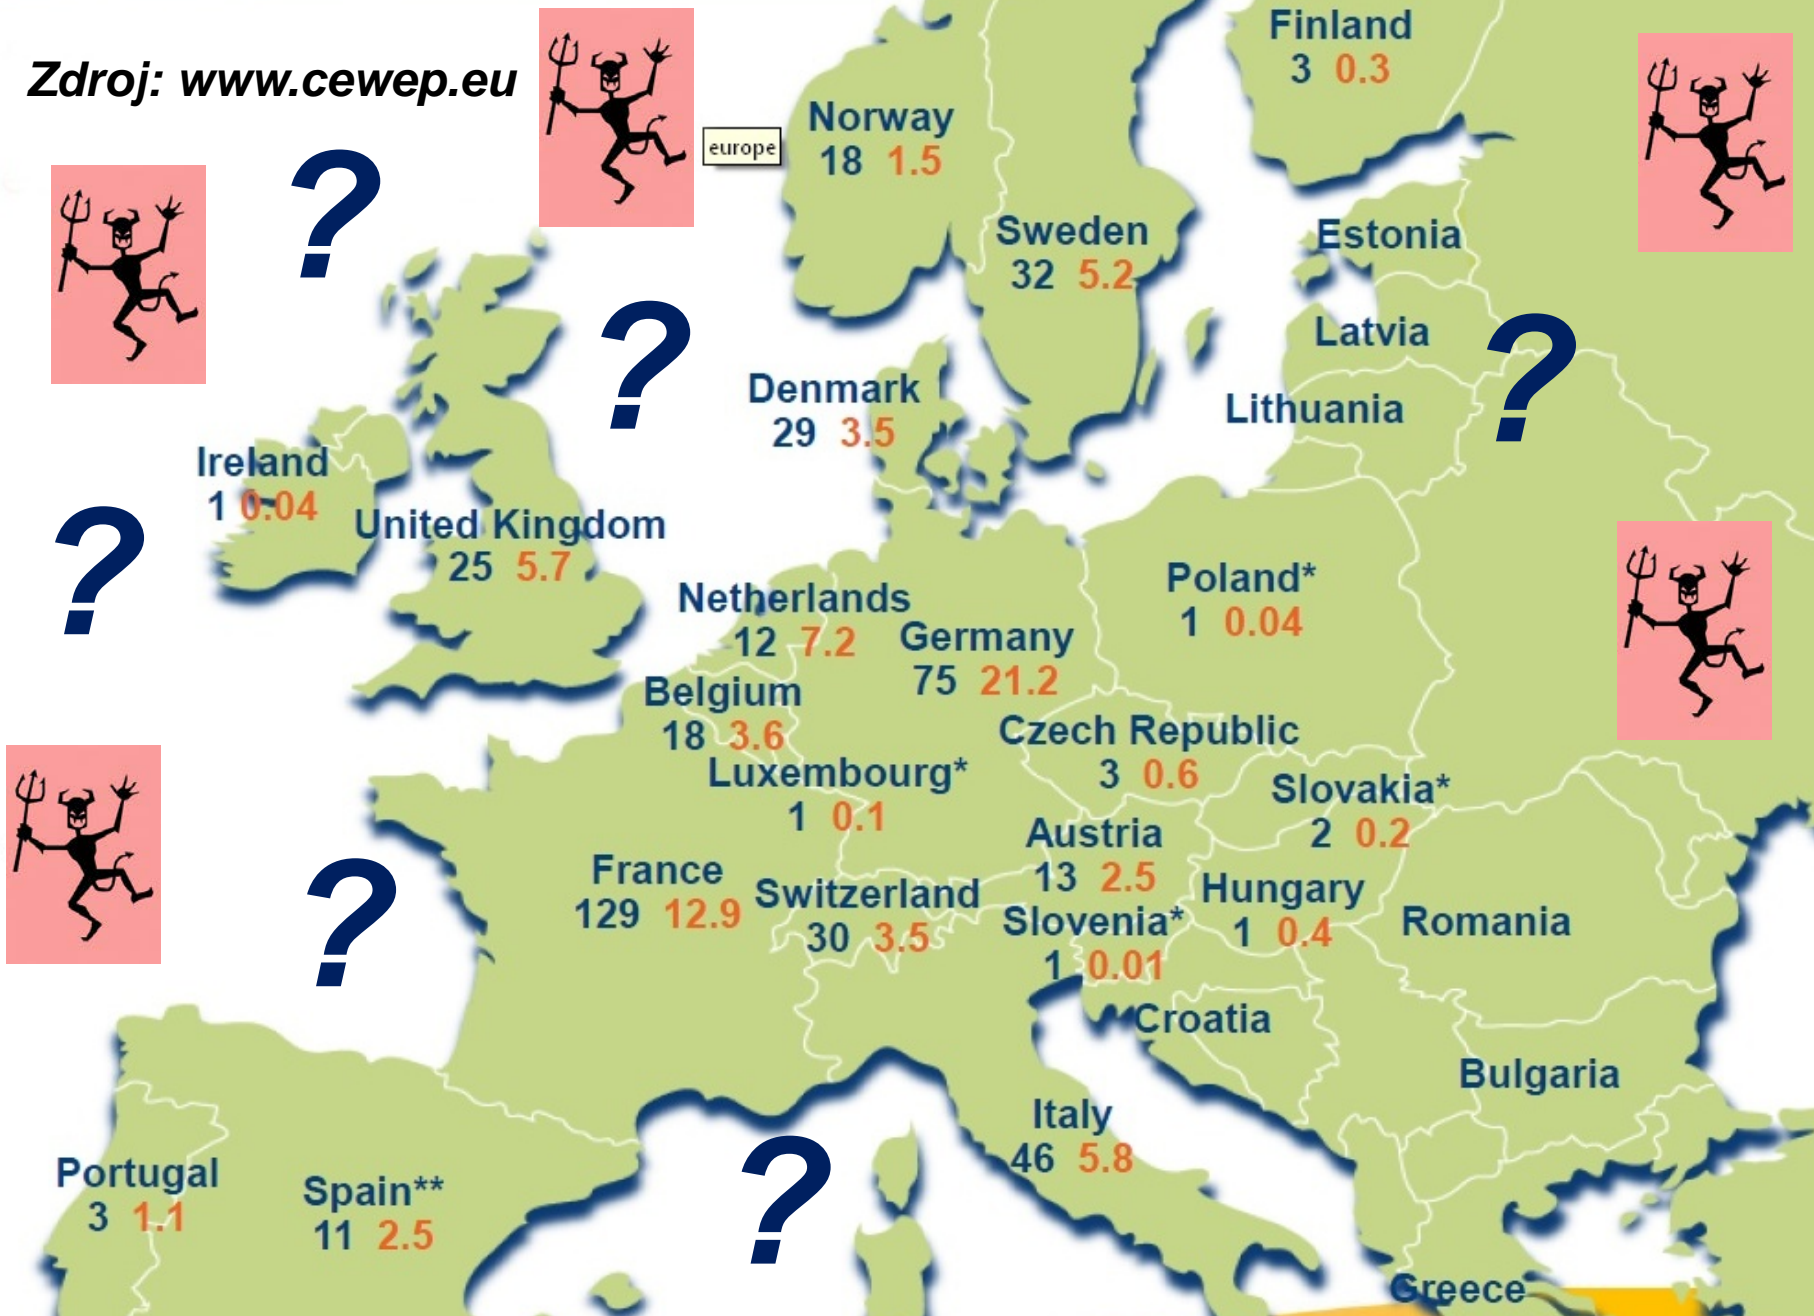 Zdroj: www.cewep.eu
?
europe
Finland
3 0.3
Norway
18 1.5
Sweden
32 5.2
Estonia
Latvia
?
?
Denmark
29 3.5
Lithuania
Ireland
1 0.04
United Kingdom
25 5.7
?
Netherlands
12 7.2
Germany
75 21.2
Poland*
1 0.04
Belgium
18 3.6
Luxembourg*
1 0.1
Czech Republic
3 0.6
Slovakia*
2 0.2
Austria
13 2.5
France
129 12.9
Switzerland
30 3.5
Slovenia*
1 0.01
Hungary
1 0.4
Romania
?
Croatia
Bulgaria
Italy
46 5.8
Portugal
3 1.1
Spain**
11 2.5
?
Greece